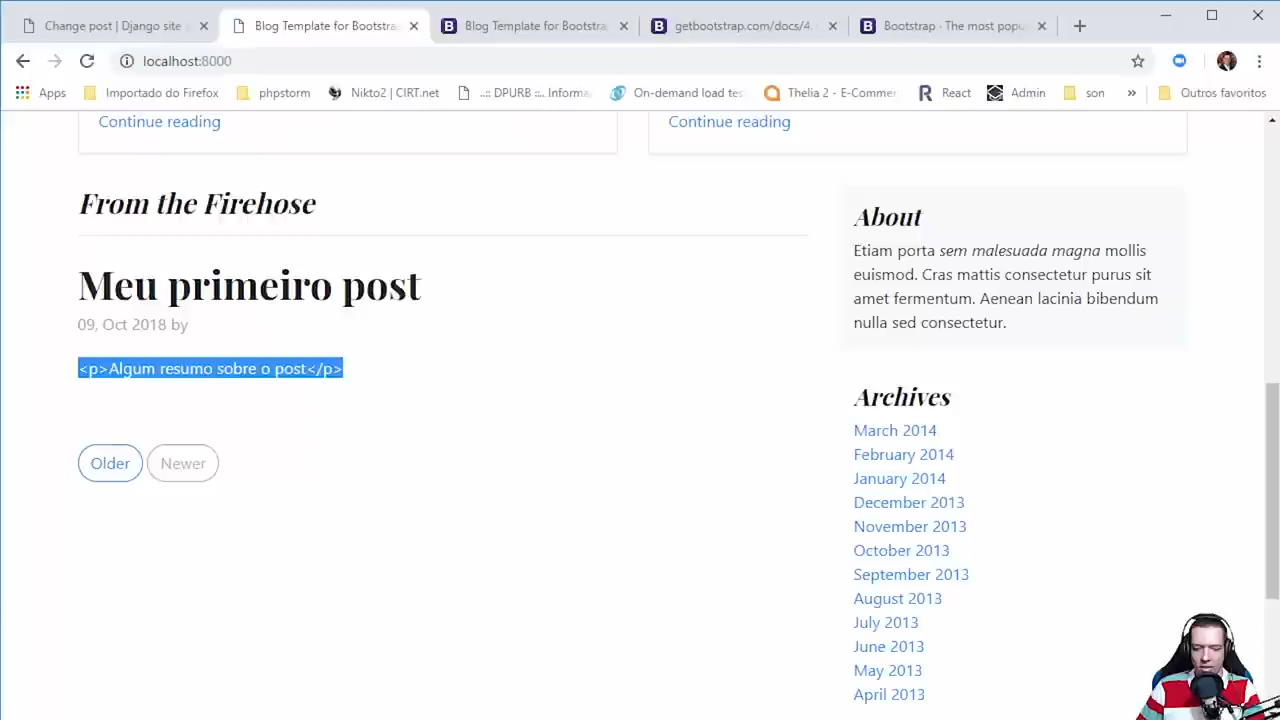 Change post | Django site
Blog Template for Bootstra
Blog Template for Bootstra
getbootstrap.com/docs/4.
Bootstrap · The most popu
localhost:8000
Apps
Importado do Firefox
phpstorm
Nikto2 | CIRT.net
..:: DPURB ::.. Informa
On-demand load tes
Thelia 2 - E-Commer
React
Admin
son
»
Outros favoritos
Continue reading
Continue reading
From the Firehose
Meu primeiro post
09, Oct 2018 by
<p>Algum resumo sobre o post</p>
Older
Newer
About
Etiam porta sem malesuada magna mollis
euismod. Cras mattis consectetur purus sit
amet fermentum. Aenean lacinia bibendum
nulla sed consectetur.
Archives
March 2014
February 2014
January 2014
December 2013
November 2013
October 2013
September 2013
August 2013
July 2013
June 2013
May 2013
April 2013